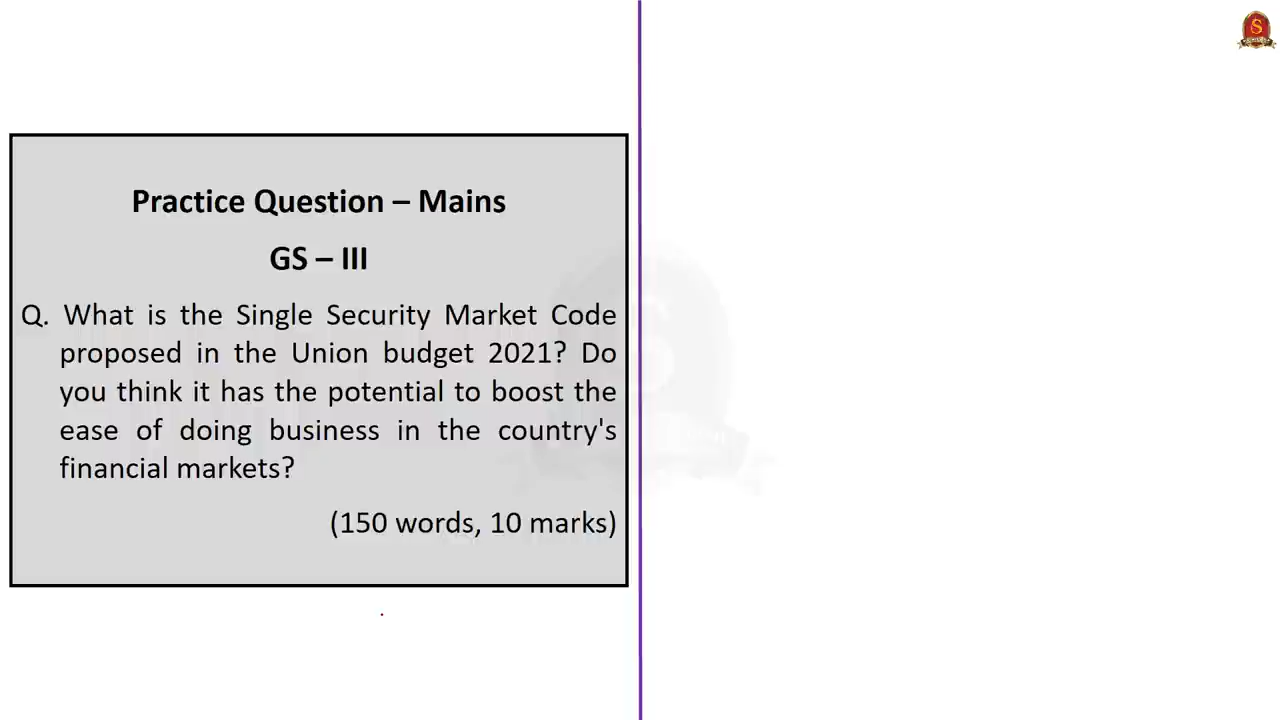 Practice Question – Mains
GS – III
Q. What is the Single Security Market Code
proposed in the Union budget 2021? Do
you think it has the potential to boost the
ease of doing business in the country's
financial markets?
(150 words, 10 marks)